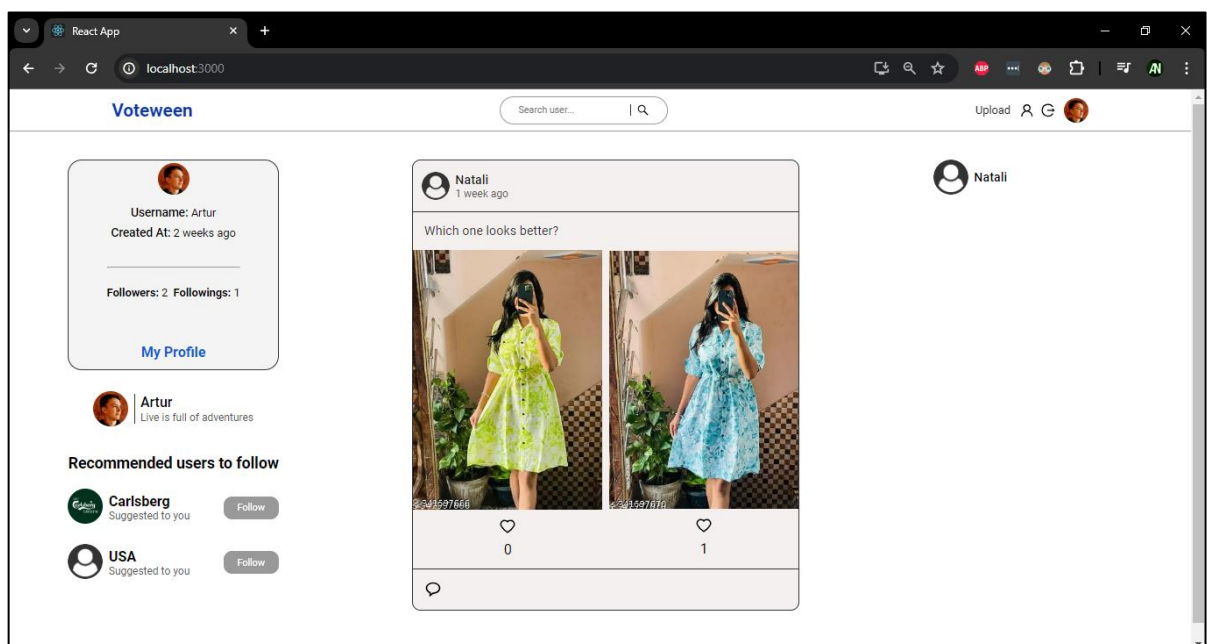 React App
localhost:3000
ABP
AN
Voteween
Search user...
Upload
Username: Artur
Created At: 2 weeks ago
Followers: 2 Followings: 1
My Profile
Artur
Live is full of adventures
Recommended users to follow
Carlsberg
Suggested to you
Follow
USA
Suggested to you
Follow
Natali
1 week ago
Which one looks better?
0
1
Natali